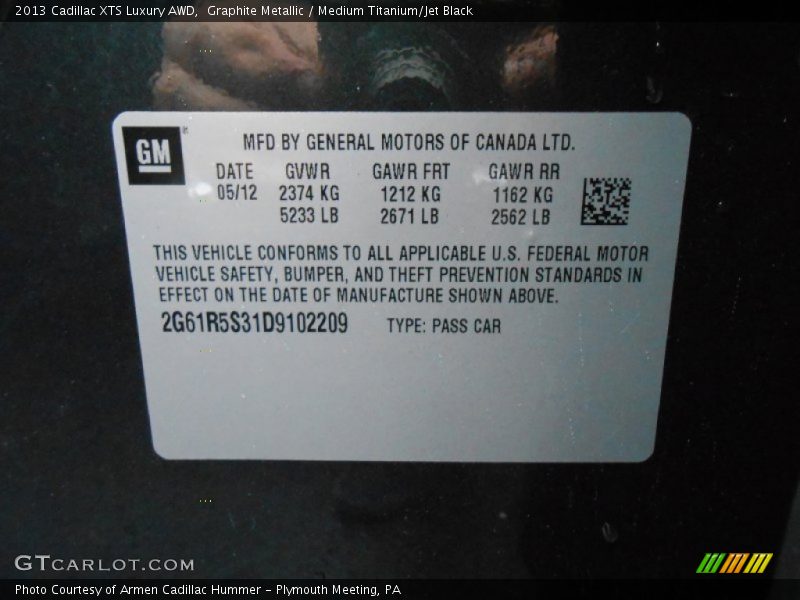 2013 Cadillac XTS Luxury AWD,  Graphite Metallic / Medium Titanium/Jet Black
GM
MFD BY GENERAL MOTORS OF CANADA LTD.
DATE GVWR GAWR FRT GAWR RR
05/12 2374 KG 1212 KG 1162 KG
5233 LB 2671 LB 2562 LB
THIS VEHICLE CONFORMS TO ALL APPLICABLE U.S. FEDERAL MOTOR
VEHICLE SAFETY, BUMPER, AND THEFT PREVENTION STANDARDS IN
EFFECT ON THE DATE OF MANUFACTURE SHOWN ABOVE.
2G61R5S31D9102209 TYPE: PASS CAR
GTCARLOT.COM
Photo Courtesy of Armen Cadillac Hummer - Plymouth Meeting, PA